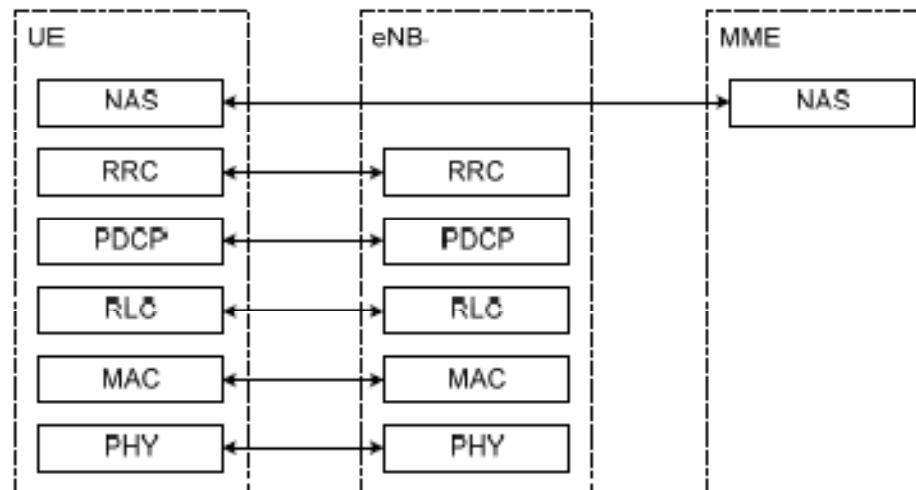 UE eNB MME
NAS NAS
RRC RRC
PDCP PDCP
RLC RLC
MAC MAC
PHY PHY